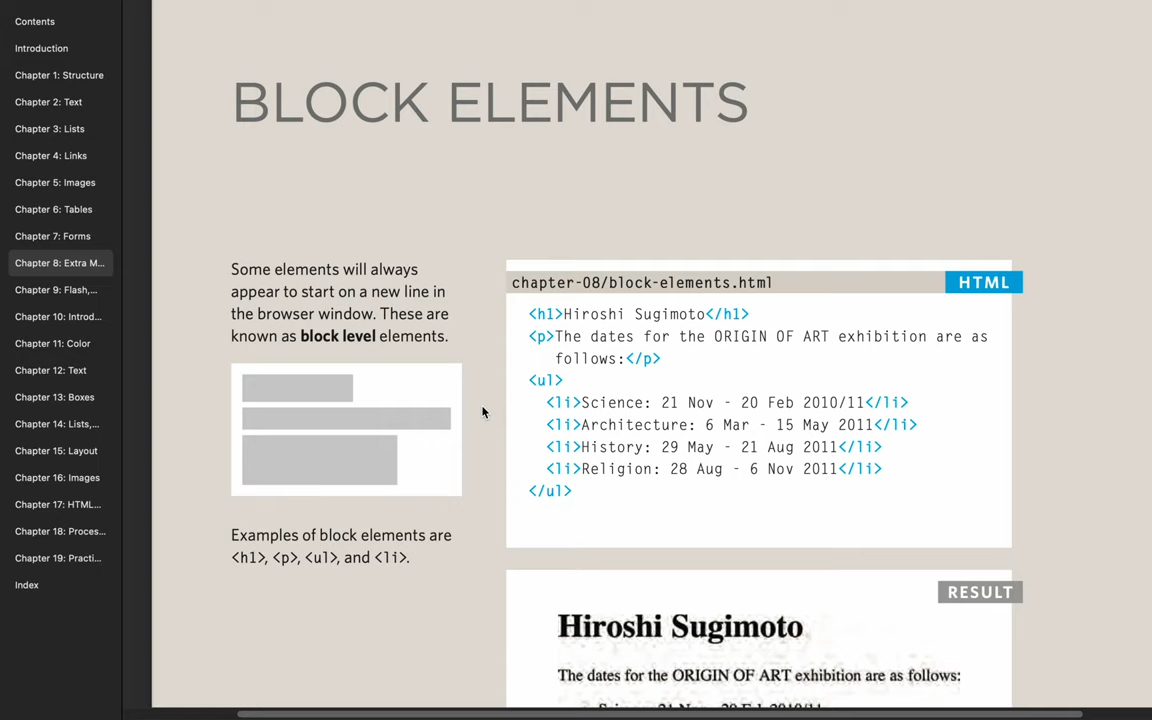 Contents
Introduction
Chapter 1: Structure
Chapter 2: Text
Chapter 3: Lists
Chapter 4: Links
Chapter 5: Images
Chapter 6: Tables
Chapter 7: Forms
Chapter 8: Extra M...
Chapter 9: Flash,...
Chapter 10: Introd...
Chapter 11: Color
Chapter 12: Text
Chapter 13: Boxes
Chapter 14: Lists,...
Chapter 15: Layout
Chapter 16: Images
Chapter 17: HTML...
Chapter 18: Proces...
Chapter 19: Practi...
Index
BLOCK ELEMENTS
Some elements will always
appear to start on a new line in
the browser window. These are
known as block level elements.
Examples of block elements are
<h1>, <p>, <ul>, and <li>.
chapter-08/block-elements.html
HTML
<h1>Hiroshi Sugimoto</h1>
<p>The dates for the ORIGIN OF ART exhibition are as
follows:</p>
<ul>
<li>Science: 21 Nov - 20 Feb 2010/11</li>
<li>Architecture: 6 Mar - 15 May 2011</li>
<li>History: 29 May - 21 Aug 2011</li>
<li>Religion: 28 Aug - 6 Nov 2011</li>
</ul>
RESULT
Hiroshi Sugimoto
The dates for the ORIGIN OF ART exhibition are as follows: